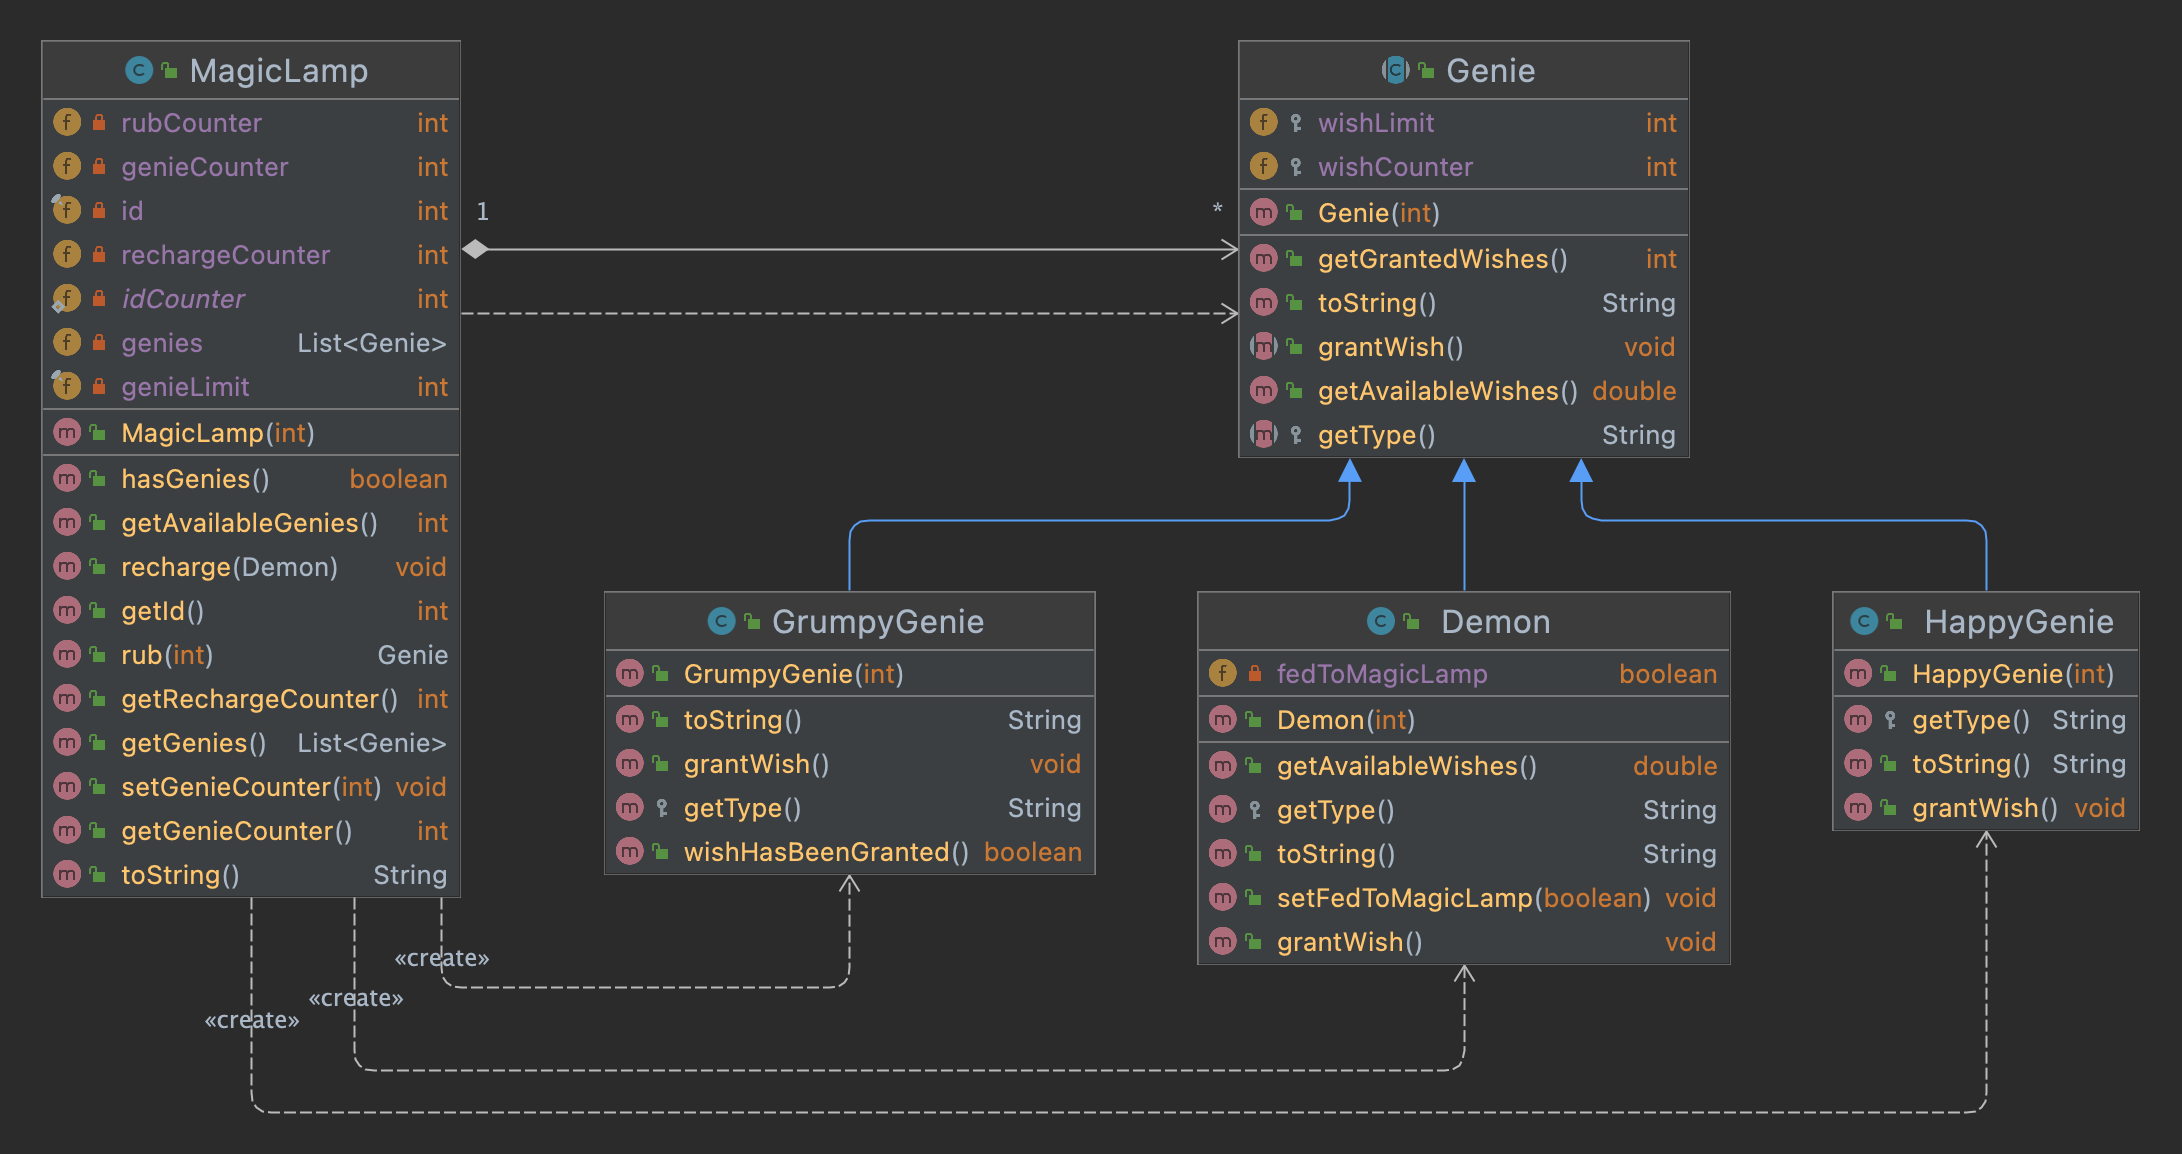 MagicLamp
rubCounter int
genieCounter int
id int
rechargeCounter int
idCounter int
genies List<Genie>
genieLimit int
MagicLamp(int)
hasGenies() boolean
getAvailableGenies() int
recharge(Demon) void
getId() int
rub(int) Genie
getRechargeCounter() int
getGenies() List<Genie>
setGenieCounter(int) void
getGenieCounter() int
toString() String
1
*
Genie
wishLimit int
wishCounter int
Genie(int)
getGrantedWishes() int
toString() String
grantWish() void
getAvailableWishes() double
getType() String
GrumpyGenie
GrumpyGenie(int)
toString() String
grantWish() void
getType() String
wishHasBeenGranted() boolean
Demon
fedToMagicLamp boolean
Demon(int)
getAvailableWishes() double
getType() String
toString() String
setFedToMagicLamp(boolean) void
grantWish() void
HappyGenie
HappyGenie(int)
getType() String
toString() String
grantWish() void
«create»
«create»
«create»